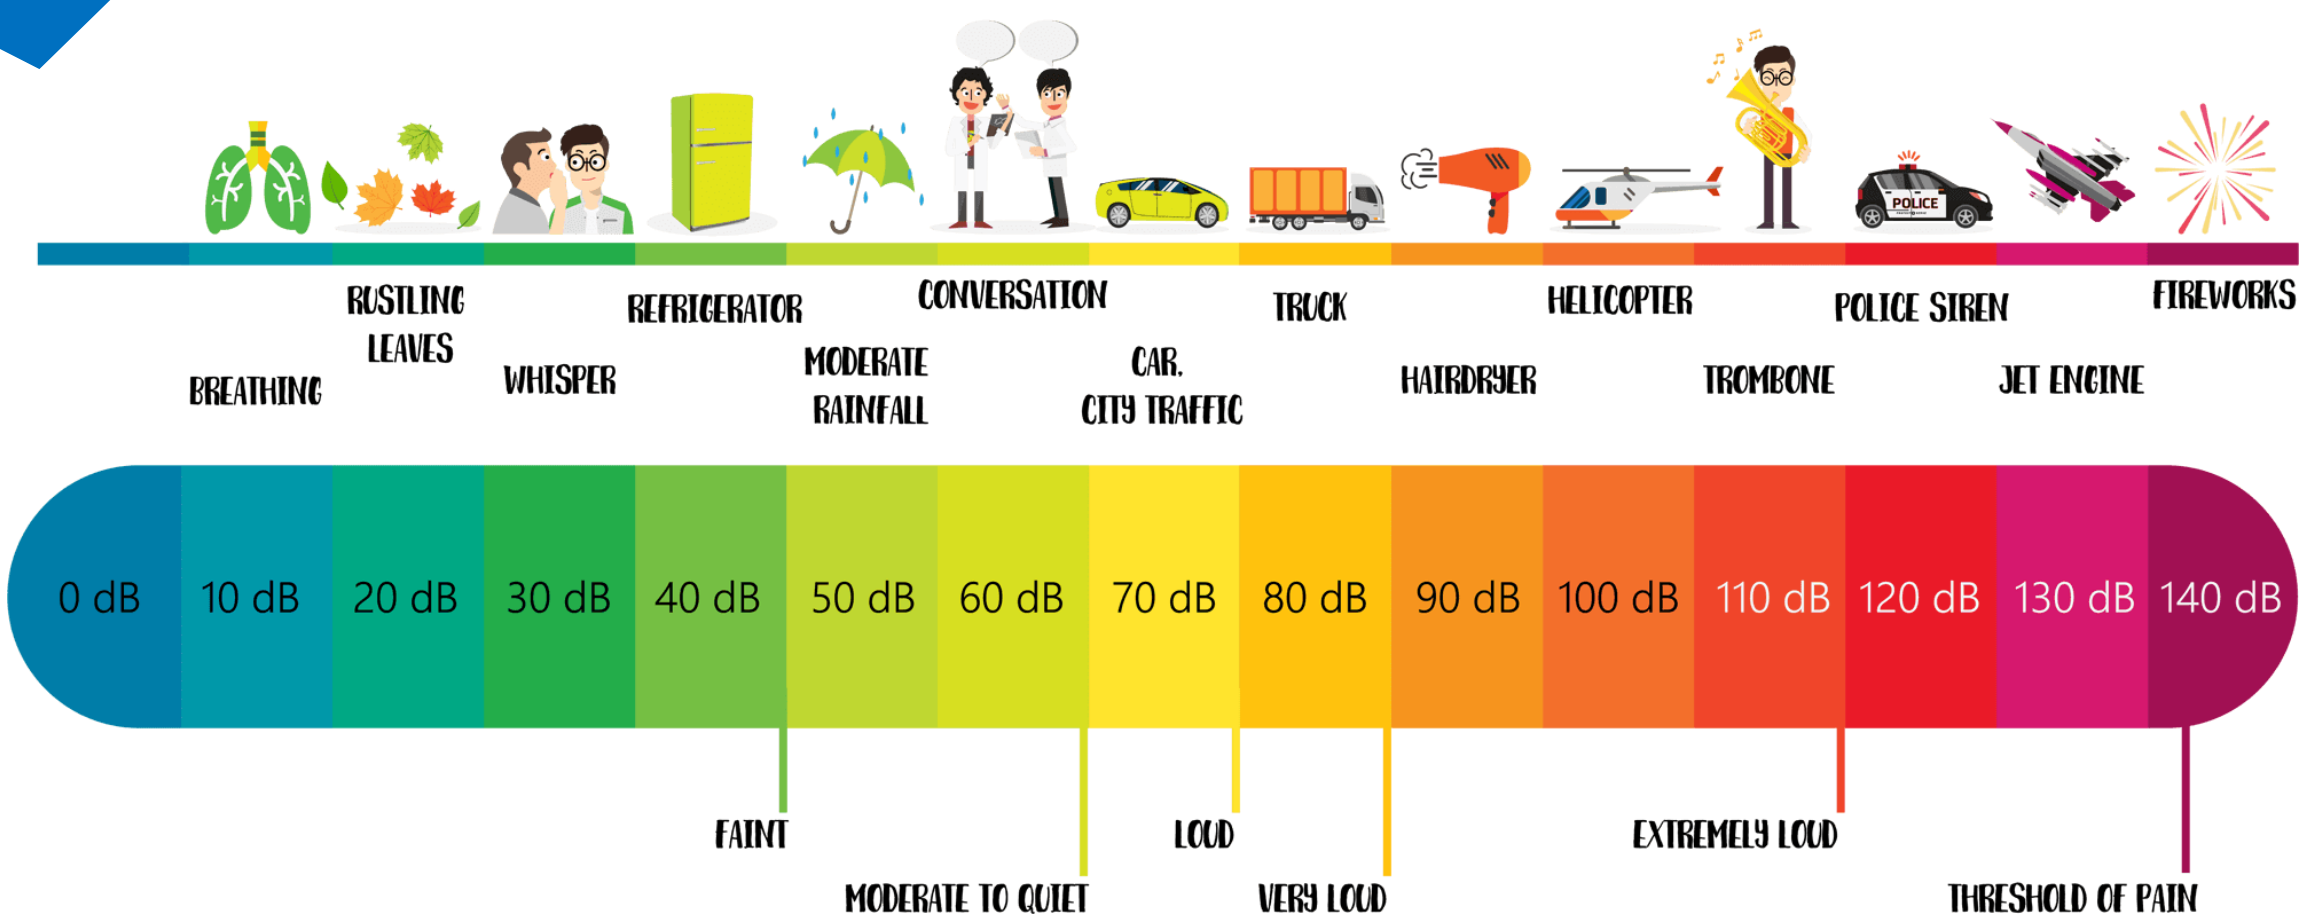 POLICE
RUSTLING
LEAVES
BREATHING
WHISPER
REFRIGERATOR
MODERATE
RAINFALL
CONVERSATION
CAR,
CITY TRAFFIC
TRUCK
HAIRDRYER
HELICOPTER
TROMBONE
POLICE SIREN
JET ENGINE
FIREWORKS
0 dB 10 dB 20 dB 30 dB 40 dB 50 dB 60 dB 70 dB 80 dB 90 dB 100 dB 110 dB 120 dB 130 dB 140 dB
FAINT
MODERATE TO QUIET
LOUD
VERY LOUD
EXTREMELY LOUD
THRESHOLD OF PAIN